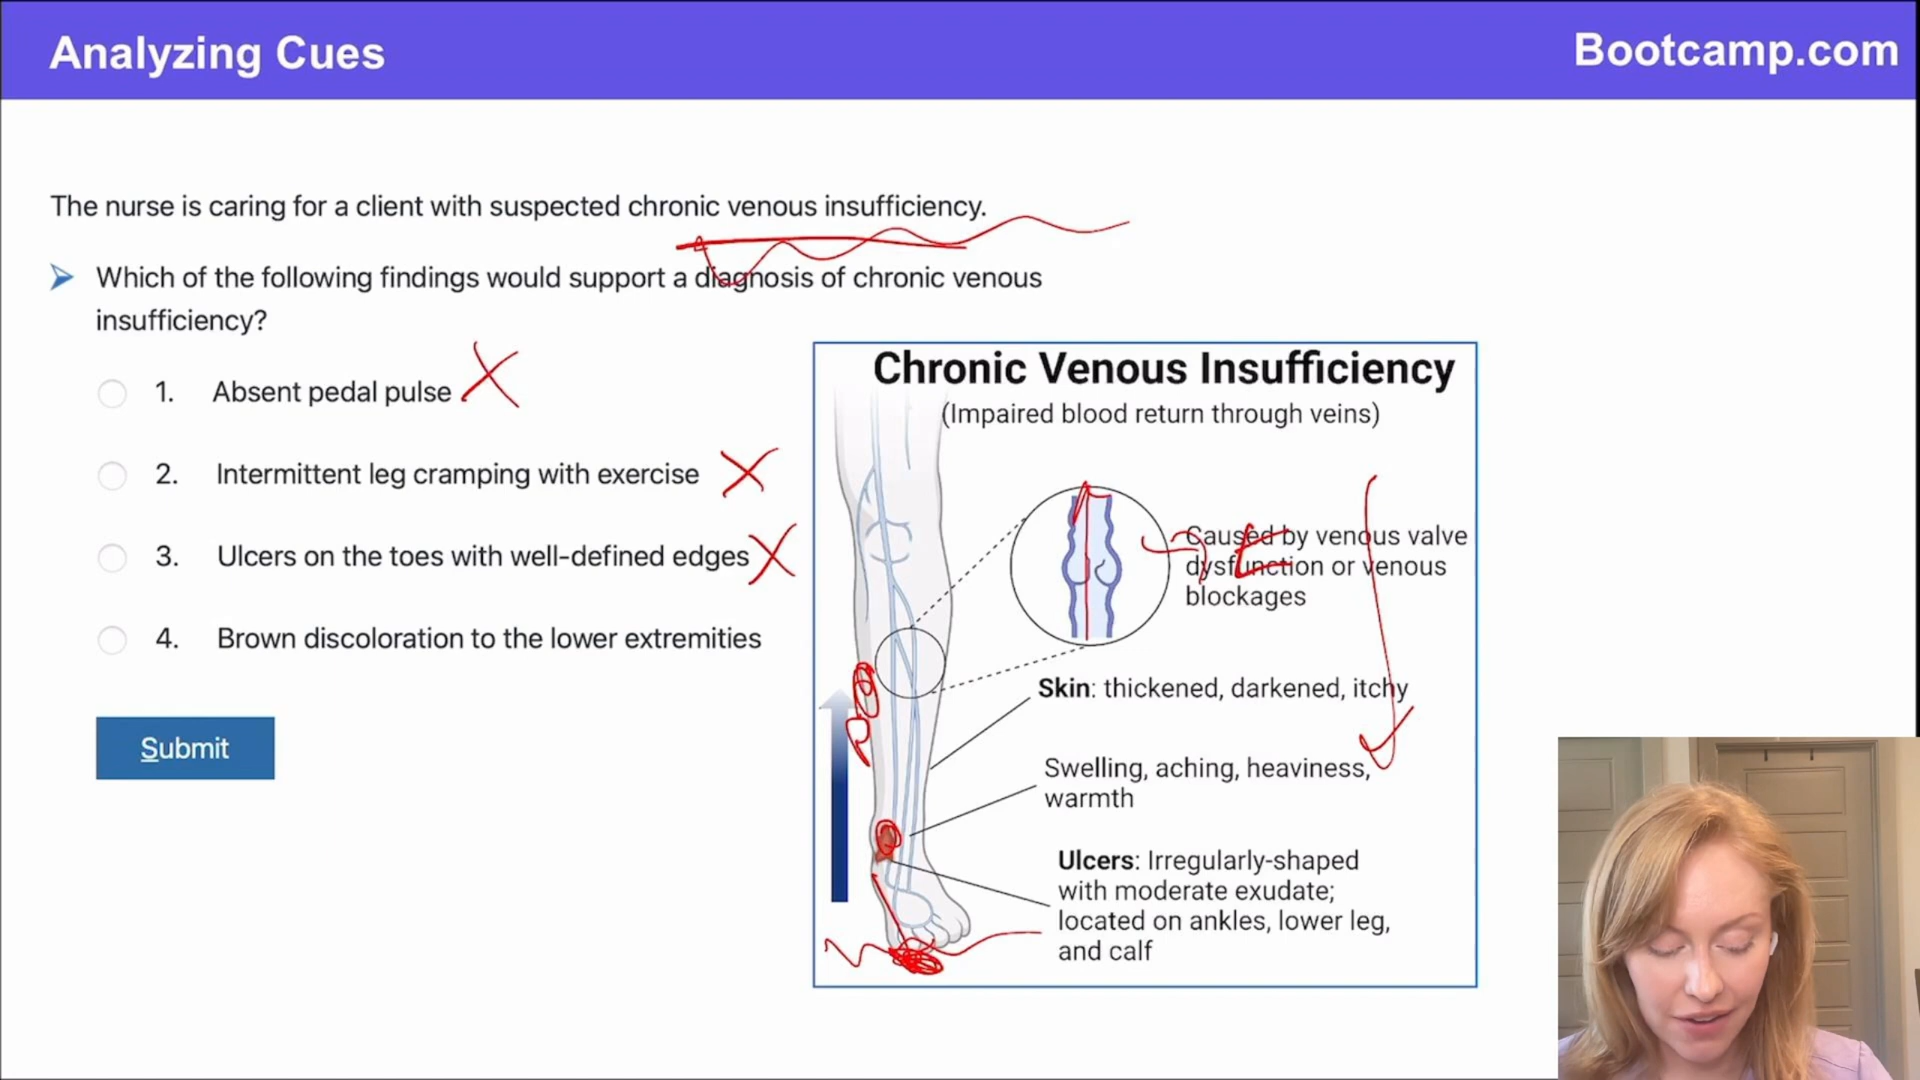 Analyzing Cues
Bootcamp.com
The nurse is caring for a client with suspected chronic venous insufficiency.
Which of the following findings would support a diagnosis of chronic venous
insufficiency?
1. Absent pedal pulse
2. Intermittent leg cramping with exercise
3. Ulcers on the toes with well-defined edges
4. Brown discoloration to the lower extremities
Submit
Chronic Venous Insufficiency
(Impaired blood return through veins)
Caused by venous valve
dysfunction or venous
blockages
Skin: thickened, darkened, itchy
Swelling, aching, heaviness,
warmth
Ulcers: Irregularly-shaped
with moderate exudate;
located on ankles, lower leg,
and calf